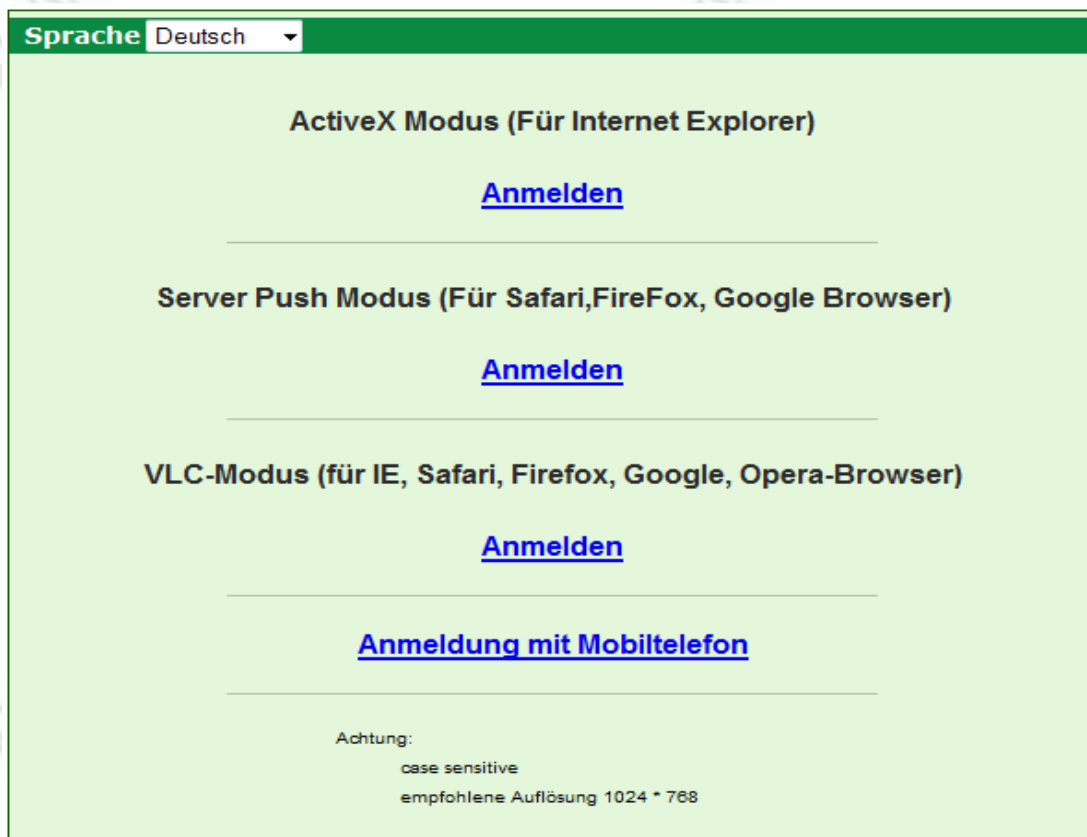 Sprache Deutsch
ActiveX Modus (Für Internet Explorer)
Anmelden
Server Push Modus (Für Safari,FireFox, Google Browser)
Anmelden
VLC-Modus (für IE, Safari, Firefox, Google, Opera-Browser)
Anmelden
Anmeldung mit Mobiltelefon
Achtung:
case sensitive
empfohlene Auflösung 1024 * 768